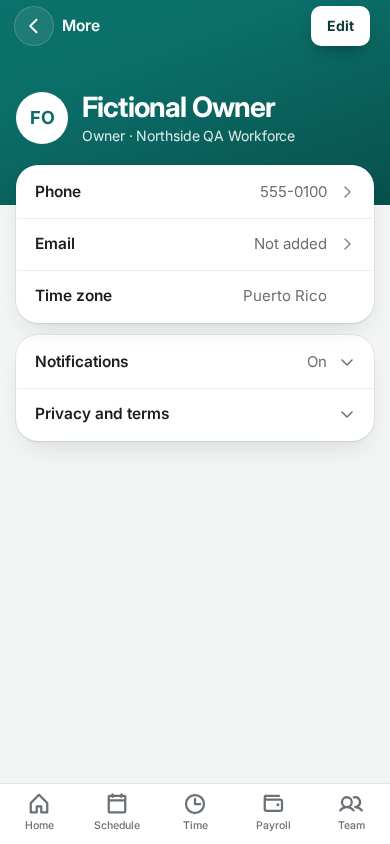 More
Edit
FO
Fictional Owner
Owner · Northside QA Workforce
Phone 555-0100
Email Not added
Time zone Puerto Rico
Notifications On
Privacy and terms
Home Schedule Time Payroll Team